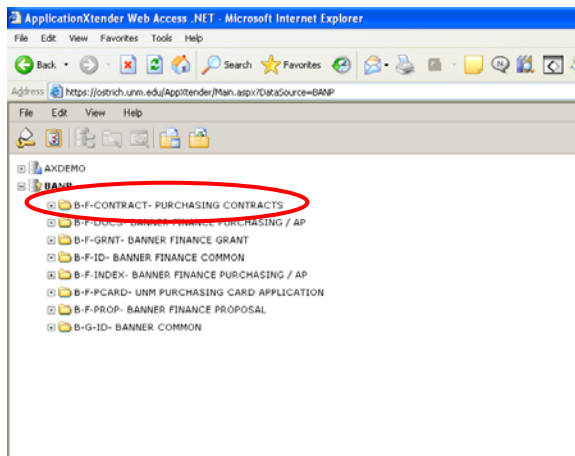 ApplicationXtender Web Access .NET - Microsoft Internet Explorer
File Edit View Favorites Tools Help
Back Search Favorites
Address https://ostrich.unm.edu/AppXtender/Main.aspx?DataSource=BANP
File Edit View Help
AXDEMO
BANP
B-F-CONTRACT- PURCHASING CONTRACTS
B-F-DOCS- BANNER FINANCE PURCHASING / AP
B-F-GRNT- BANNER FINANCE GRANT
B-F-ID- BANNER FINANCE COMMON
B-F-INDEX- BANNER FINANCE PURCHASING / AP
B-F-PCARD- UNM PURCHASING CARD APPLICATION
B-F-PROP- BANNER FINANCE PROPOSAL
B-G-ID- BANNER COMMON